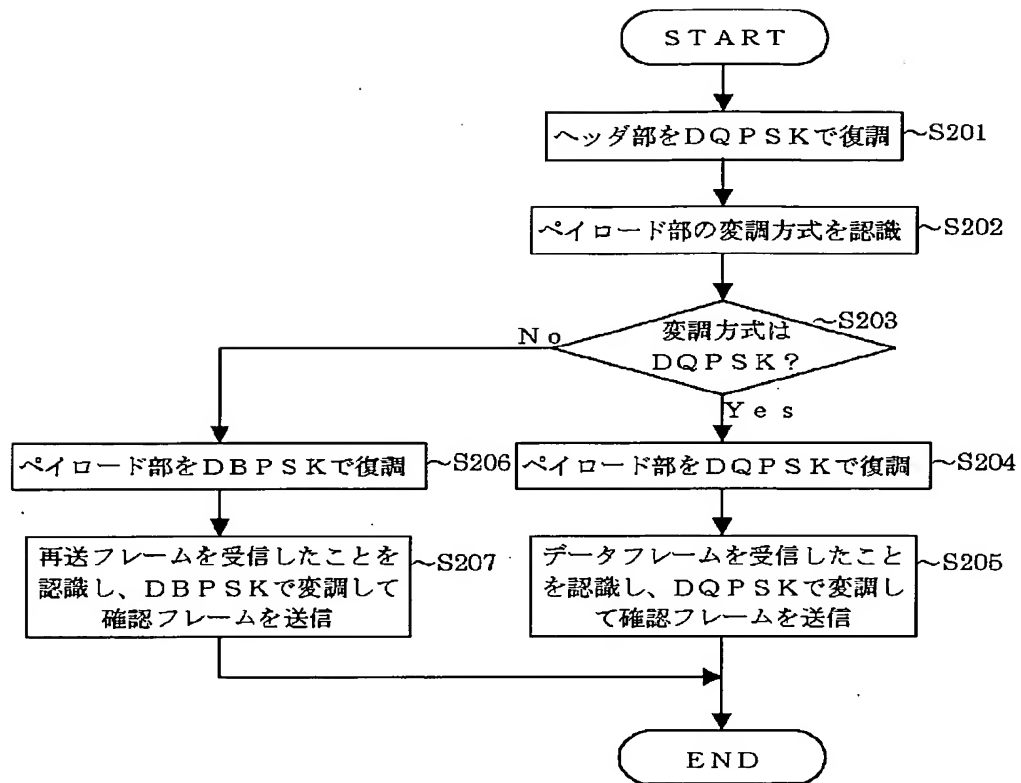 START
ヘッダ部をDQPSKで復調
~S201
ペイロード部の変調方式を認識
~S202
~S203
変調方式は
DQPSK?
No
Yes
ペイロード部をDBPSKで復調
~S206
ペイロード部をDQPSKで復調
~S204
再送フレームを受信したことを
認識し、DBPSKで変調して
確認フレームを送信
~S207
データフレームを受信したこと
を認識し、DQPSKで変調し
て確認フレームを送信
~S205
END